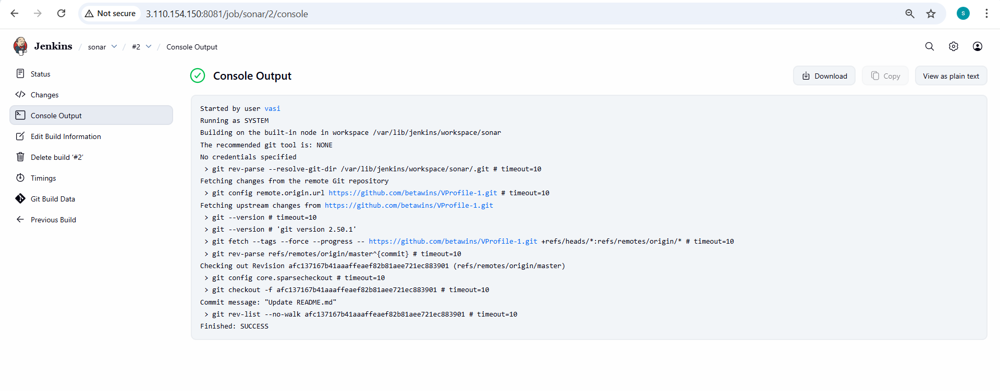 Not secure 3.110.154.150:8081/job/sonar/2/console S
Jenkins / sonar / #2 / Console Output
Status
Changes
Console Output
Edit Build Information
Delete build ‘#2’
Timings
Git Build Data
Previous Build
Console Output
Download Copy View as plain text
Started by user vasi
Running as SYSTEM
Building on the built-in node in workspace /var/lib/jenkins/workspace/sonar
The recommended git tool is: NONE
No credentials specified
 > git rev-parse --resolve-git-dir /var/lib/jenkins/workspace/sonar/.git # timeout=10
Fetching changes from the remote Git repository
 > git config remote.origin.url https://github.com/betawins/VProfile-1.git # timeout=10
Fetching upstream changes from https://github.com/betawins/VProfile-1.git
 > git --version # timeout=10
 > git --version # 'git version 2.50.1'
 > git fetch --tags --force --progress -- https://github.com/betawins/VProfile-1.git +refs/heads/*:refs/remotes/origin/* # timeout=10
 > git rev-parse refs/remotes/origin/master^{commit} # timeout=10
Checking out Revision afc137167b41aaaffeaef82b81aee721ec883901 (refs/remotes/origin/master)
 > git config core.sparsecheckout # timeout=10
 > git checkout -f afc137167b41aaaffeaef82b81aee721ec883901 # timeout=10
Commit message: "Update README.md"
 > git rev-list --no-walk afc137167b41aaaffeaef82b81aee721ec883901 # timeout=10
Finished: SUCCESS